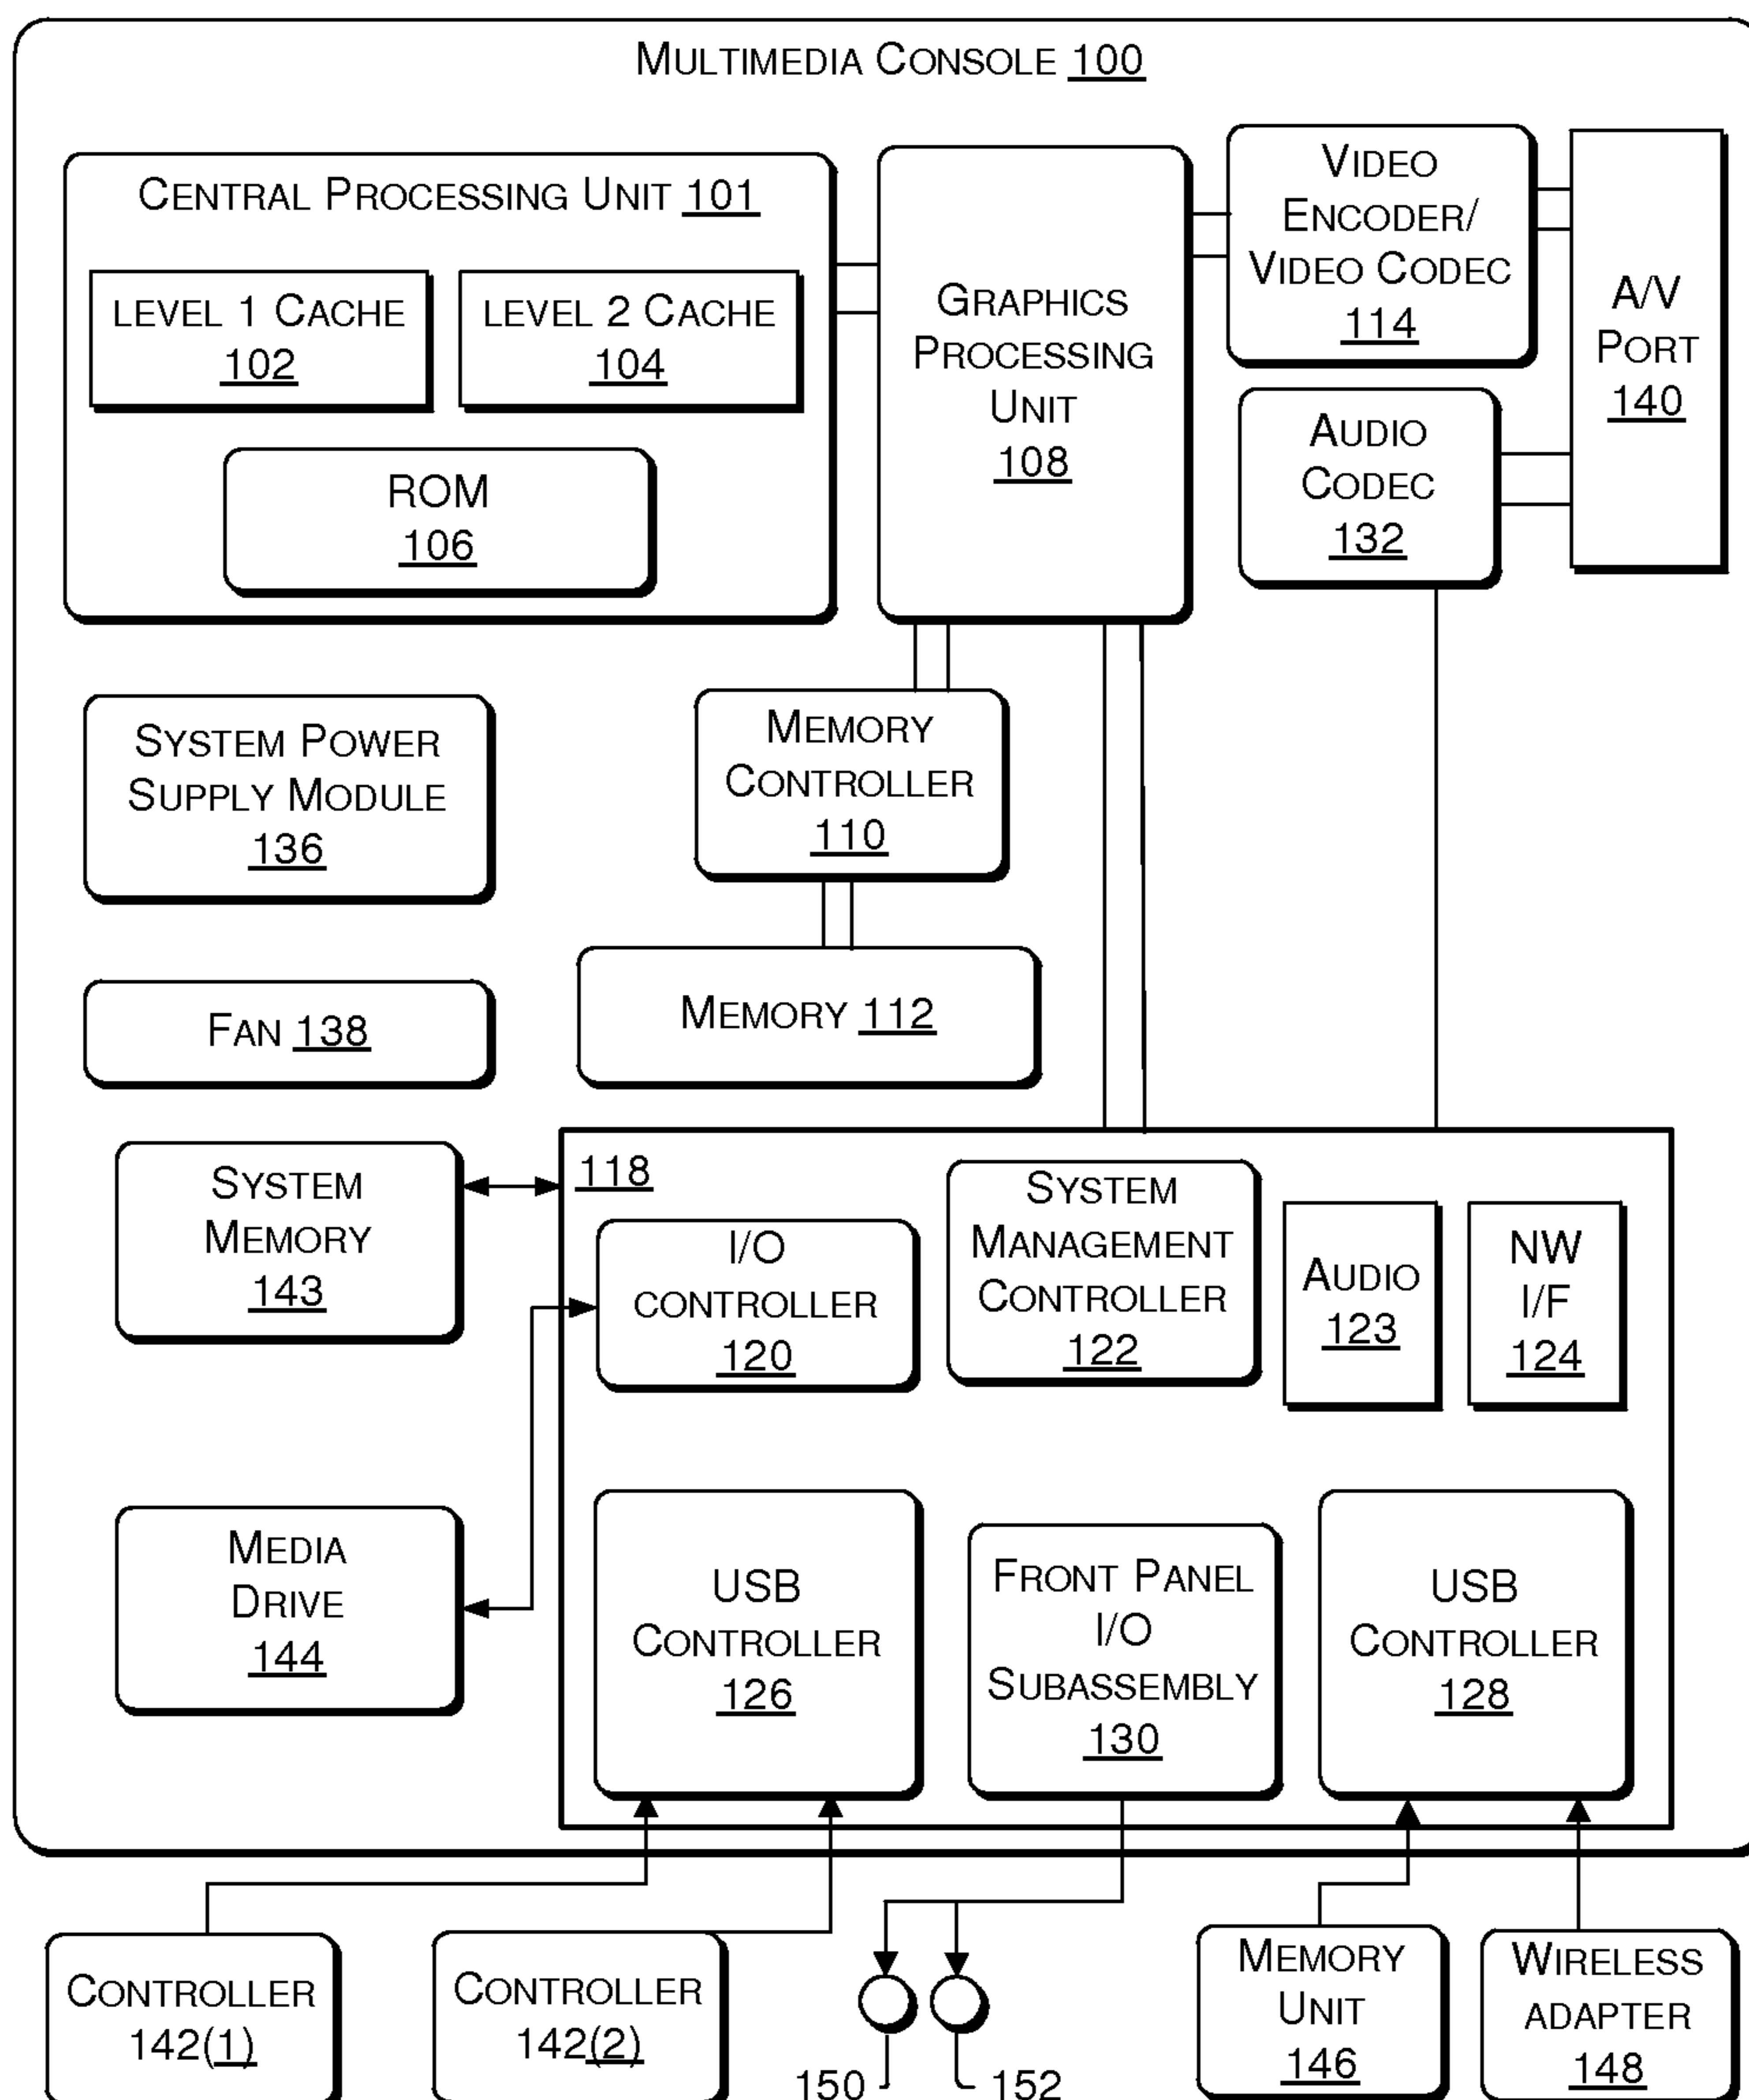 MULTIMEDIA CONSOLE 100
CENTRAL PROCESSING UNIT 101
LEVEL 1 CACHE
102
LEVEL 2 CACHE
104
ROM
106
GRAPHICS
PROCESSING
UNIT
108
VIDEO
ENCODER/
VIDEO CODEC
114
A/V
PORT
140
AUDIO
CODEC
132
SYSTEM POWER
SUPPLY MODULE
136
MEMORY
CONTROLLER
110
FAN 138
MEMORY 112
SYSTEM
MEMORY
143
118
I/O
CONTROLLER
120
SYSTEM
MANAGEMENT
CONTROLLER
122
AUDIO
123
NW
I/F
124
MEDIA
DRIVE
144
USB
CONTROLLER
126
FRONT PANEL
I/O
SUBASSEMBLY
130
USB
CONTROLLER
128
CONTROLLER
142(1)
CONTROLLER
142(2)
150
152
MEMORY
UNIT
146
WIRELESS
ADAPTER
148